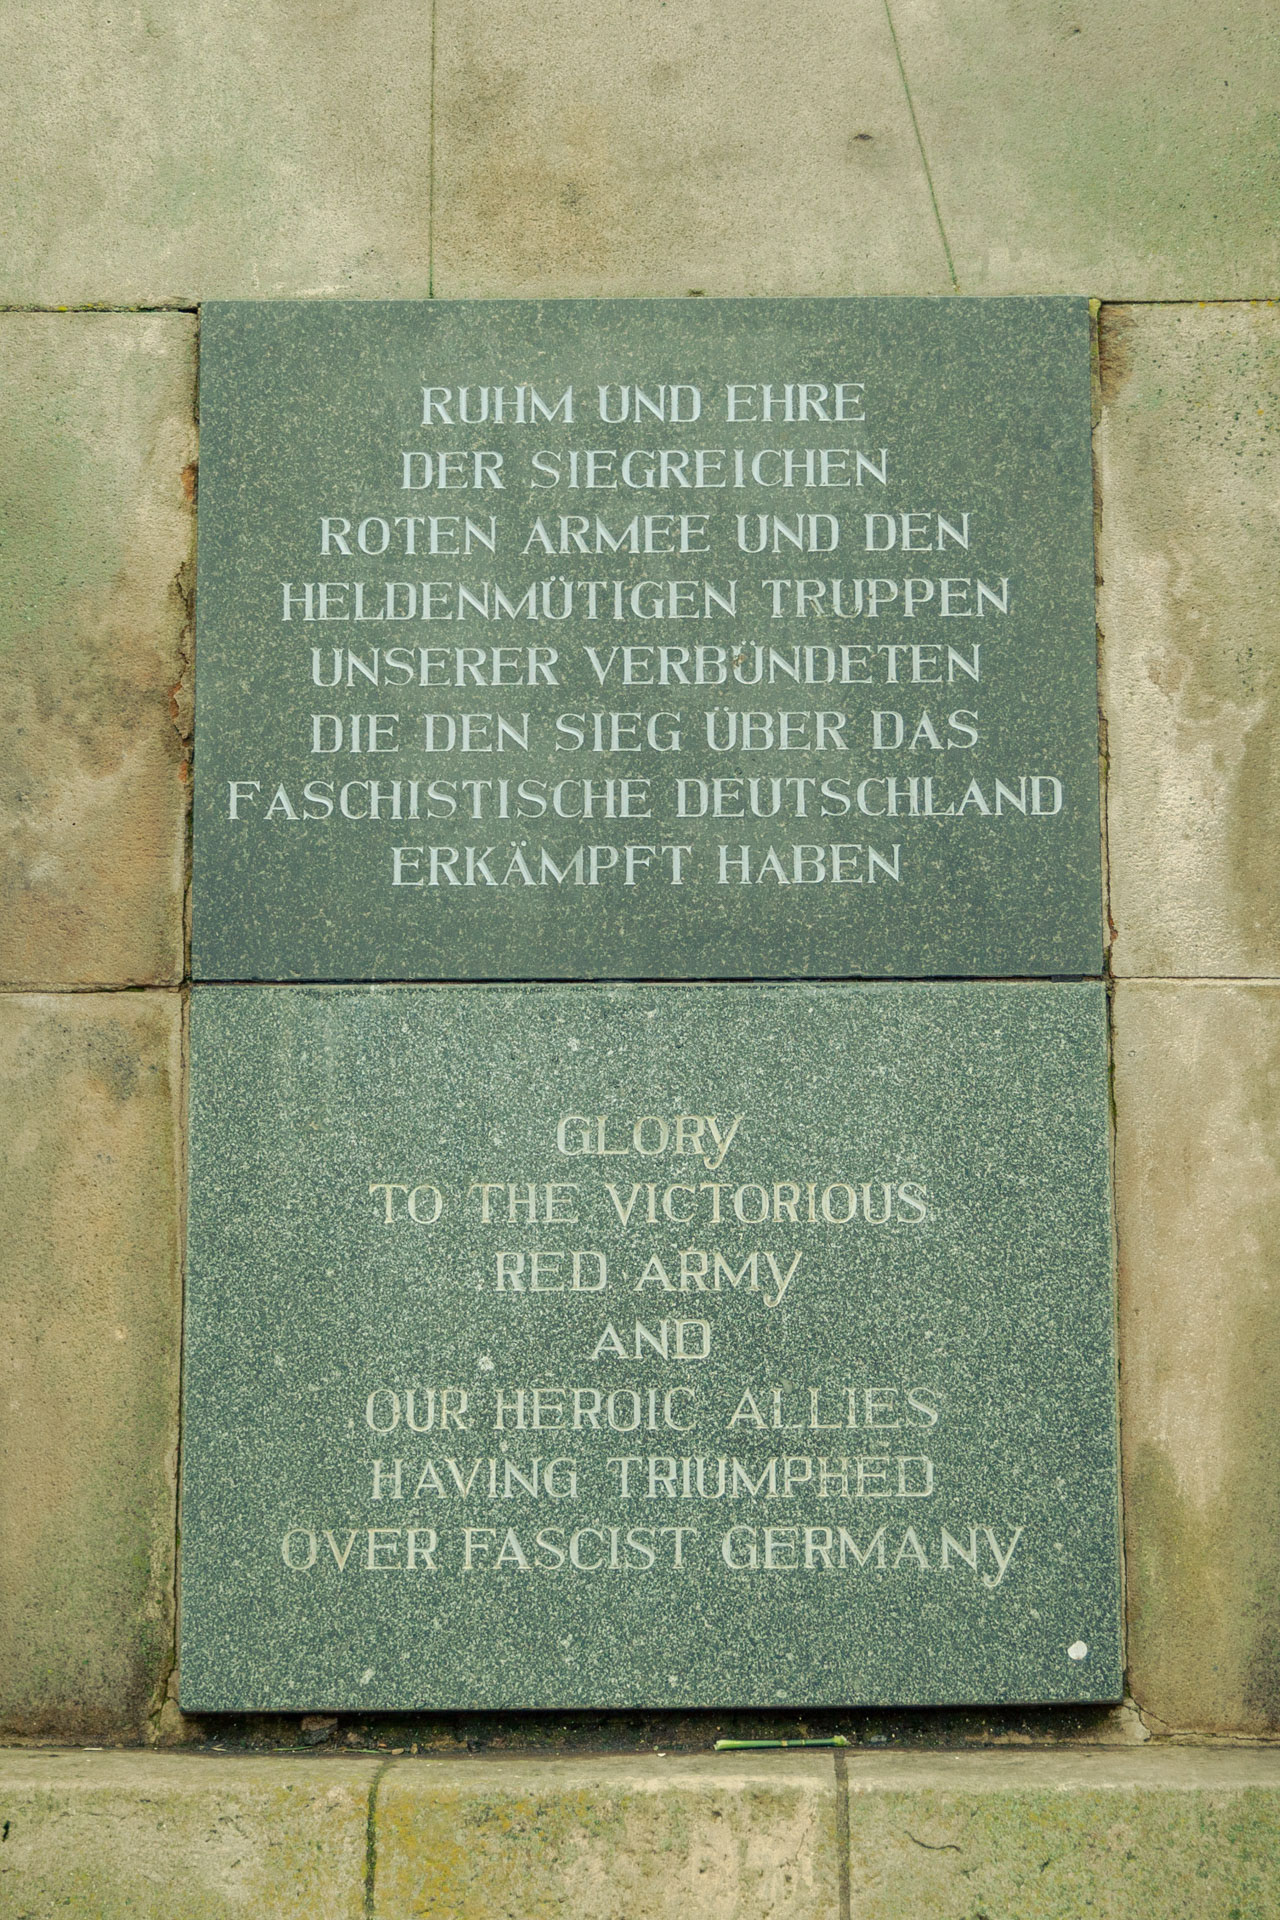 RUHM UND EHRE
DER SIEGREICHEN
ROTEN ARMEE UND DEN
HELDENMÜTIGEN TRUPPEN
UNSERER VERBÜNDETEN
DIE DEN SIEG ÜBER DAS
FASCHISTISCHE DEUTSCHLAND
ERKÄMPFT HABEN
GLORY
TO THE VICTORIOUS
RED ARMY
AND
OUR HEROIC ALLIES
HAVING TRIUMPHED
OVER FASCIST GERMANY